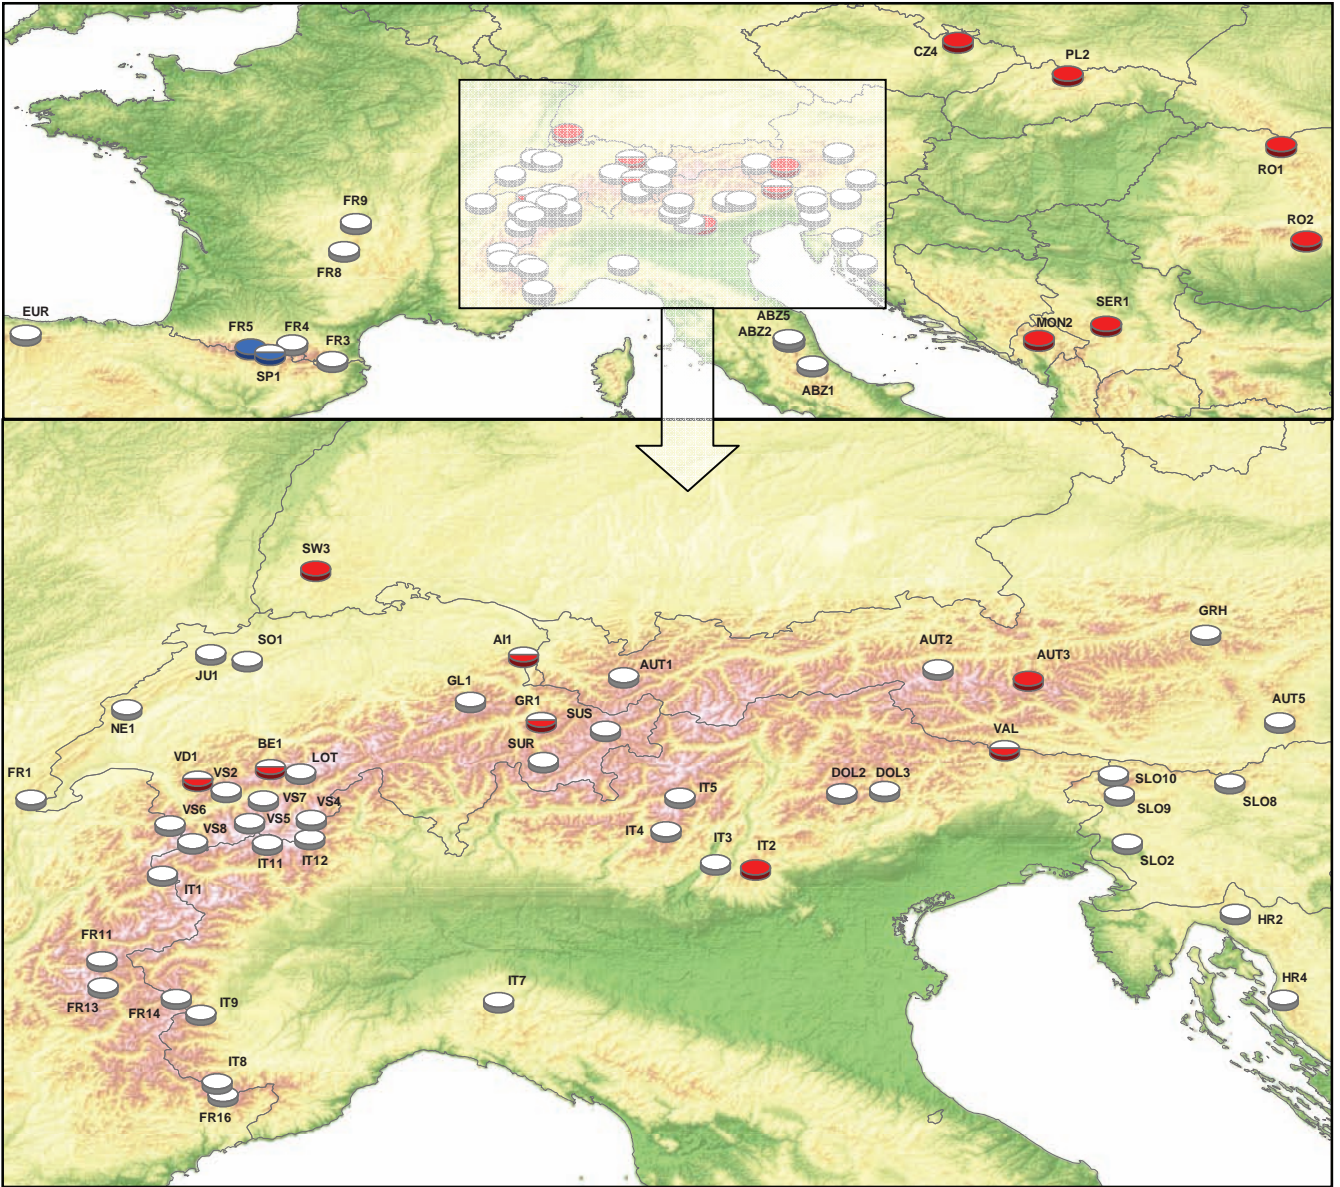 CZ4
PL2
RO1
FR9
RO2
FR8
SER1
EUR
ABZ5
FR5
FR4
MON2
ABZ2
FR3
SP1
ABZ1
SW3
GRH
SO1
AI1
AUT2
AUT3
JU1
AUT1
GL1
GR1
SUS
AUT5
NE1
VAL
BE1
LOT
SUR
VD1
VS2
FR1
DOL2
DOL3
SLO10
IT5
SLO8
VS7
VS4
SLO9
VS6
VS5
VS8
IT4
IT3
IT2
IT11
IT12
SLO2
IT1
FR11
HR2
HR4
IT7
FR13
FR14
IT9
IT8
FR16